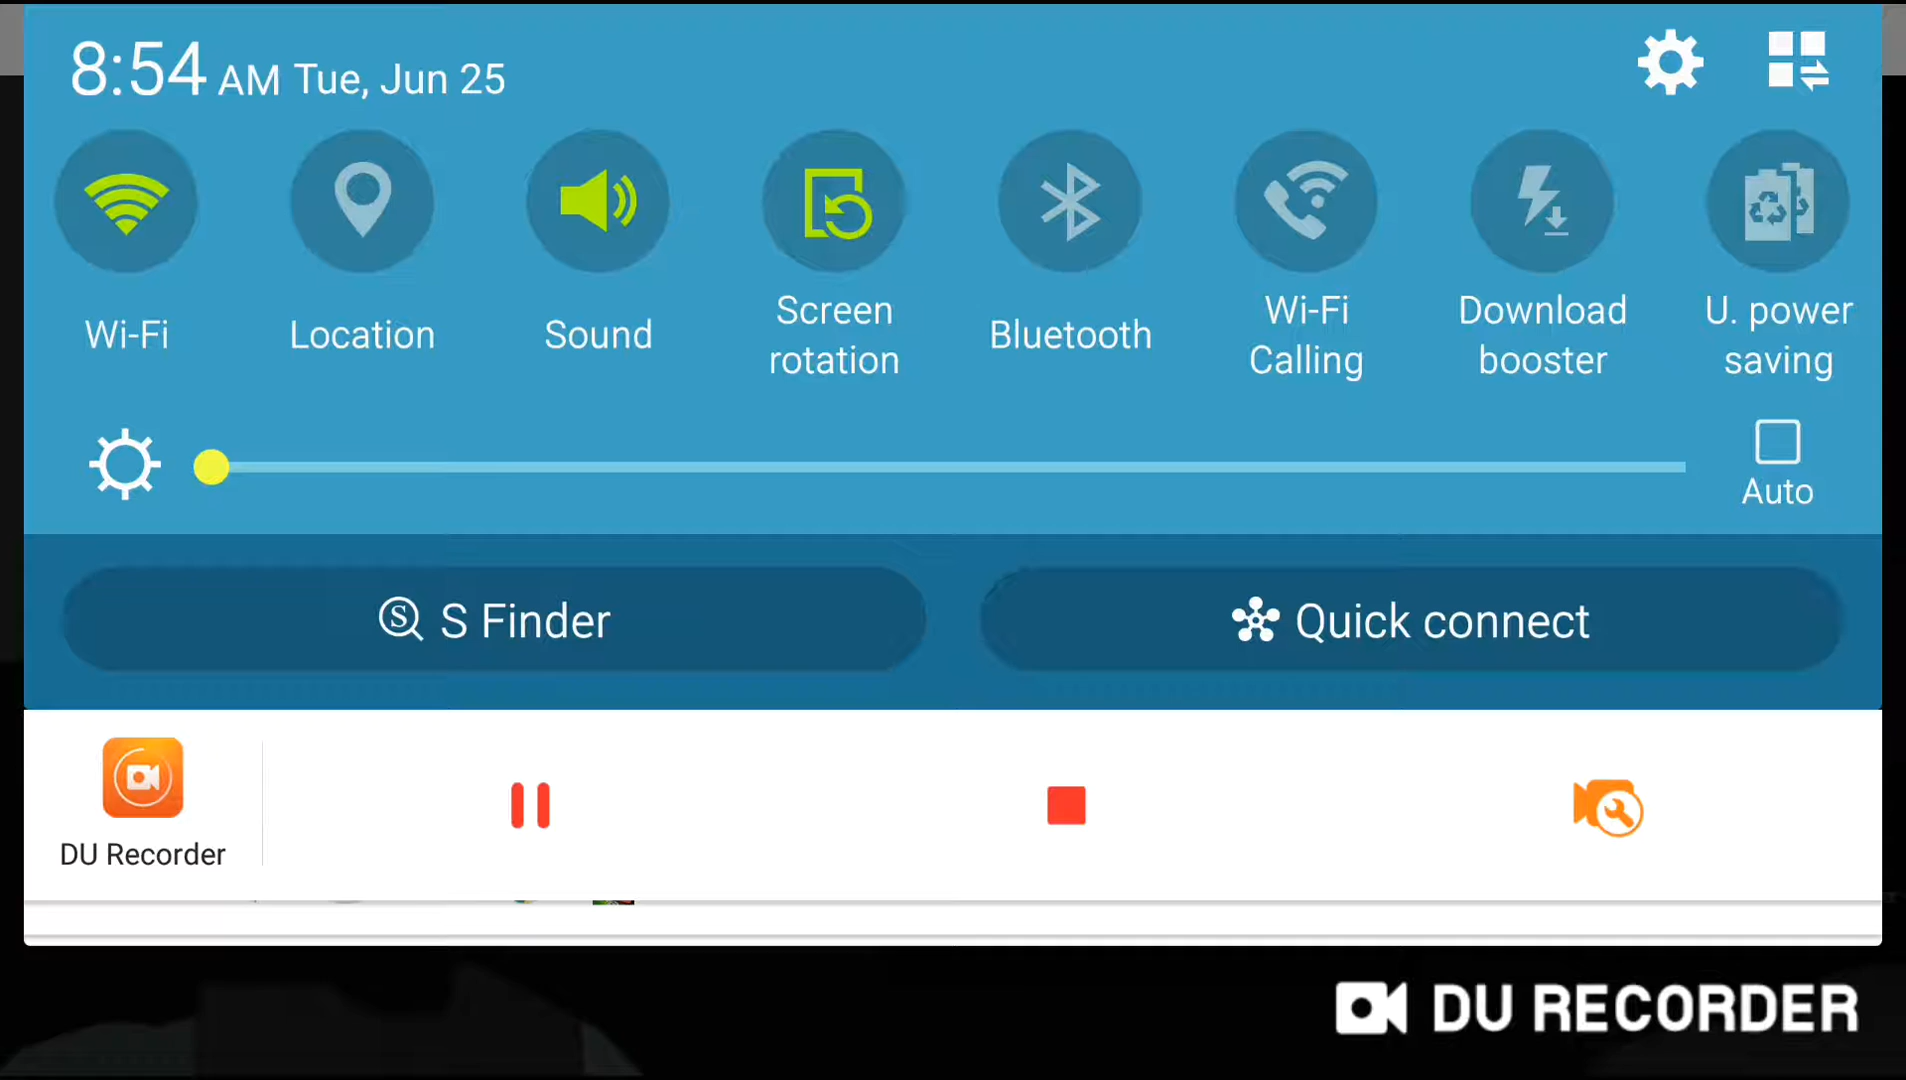 8:54 AM Tue, Jun 25
Wi-Fi
Location
Sound
Screen
rotation
Bluetooth
Wi-Fi
Calling
Download
booster
U. power
saving
Auto
S Finder
Quick connect
DU Recorder
DU RECORDER